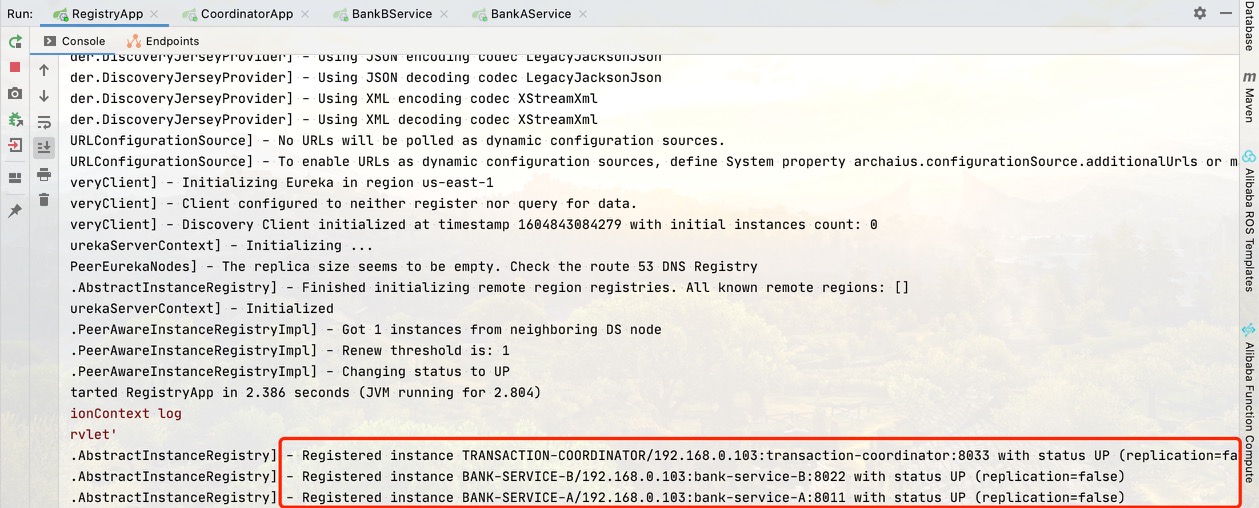 Run: RegistryApp CoordinatorApp BankBService BankAService
Console Endpoints
der.DiscoveryJerseyProvider] - Using JSON encoding codec LegacyJacksonJson
der.DiscoveryJerseyProvider] - Using JSON decoding codec LegacyJacksonJson
der.DiscoveryJerseyProvider] - Using XML encoding codec XStreamXml
der.DiscoveryJerseyProvider] - Using XML decoding codec XStreamXml
URLConfigurationSource] - No URLs will be polled as dynamic configuration sources.
URLConfigurationSource] - To enable URLs as dynamic configuration sources, define System property archaius.configurationSource.additionalUrls or m
veryClient] - Initializing Eureka in region us-east-1
veryClient] - Client configured to neither register nor query for data.
veryClient] - Discovery Client initialized at timestamp 1604843084279 with initial instances count: 0
urekaServerContext] - Initializing ...
PeerEurekaNodes] - The replica size seems to be empty. Check the route 53 DNS Registry
.AbstractInstanceRegistry] - Finished initializing remote region registries. All known remote regions: []
urekaServerContext] - Initialized
.PeerAwareInstanceRegistryImpl] - Got 1 instances from neighboring DS node
.PeerAwareInstanceRegistryImpl] - Renew threshold is: 1
.PeerAwareInstanceRegistryImpl] - Changing status to UP
tarted RegistryApp in 2.386 seconds (JVM running for 2.804)
ionContext log
rvlet'
.AbstractInstanceRegistry] - Registered instance TRANSACTION-COORDINATOR/192.168.0.103:transaction-coordinator:8033 with status UP (replication=fa
.AbstractInstanceRegistry] - Registered instance BANK-SERVICE-B/192.168.0.103:bank-service-B:8022 with status UP (replication=false)
.AbstractInstanceRegistry] - Registered instance BANK-SERVICE-A/192.168.0.103:bank-service-A:8011 with status UP (replication=false)
Database
m Maven
Alibaba ROS Templates
Alibaba Function Compute